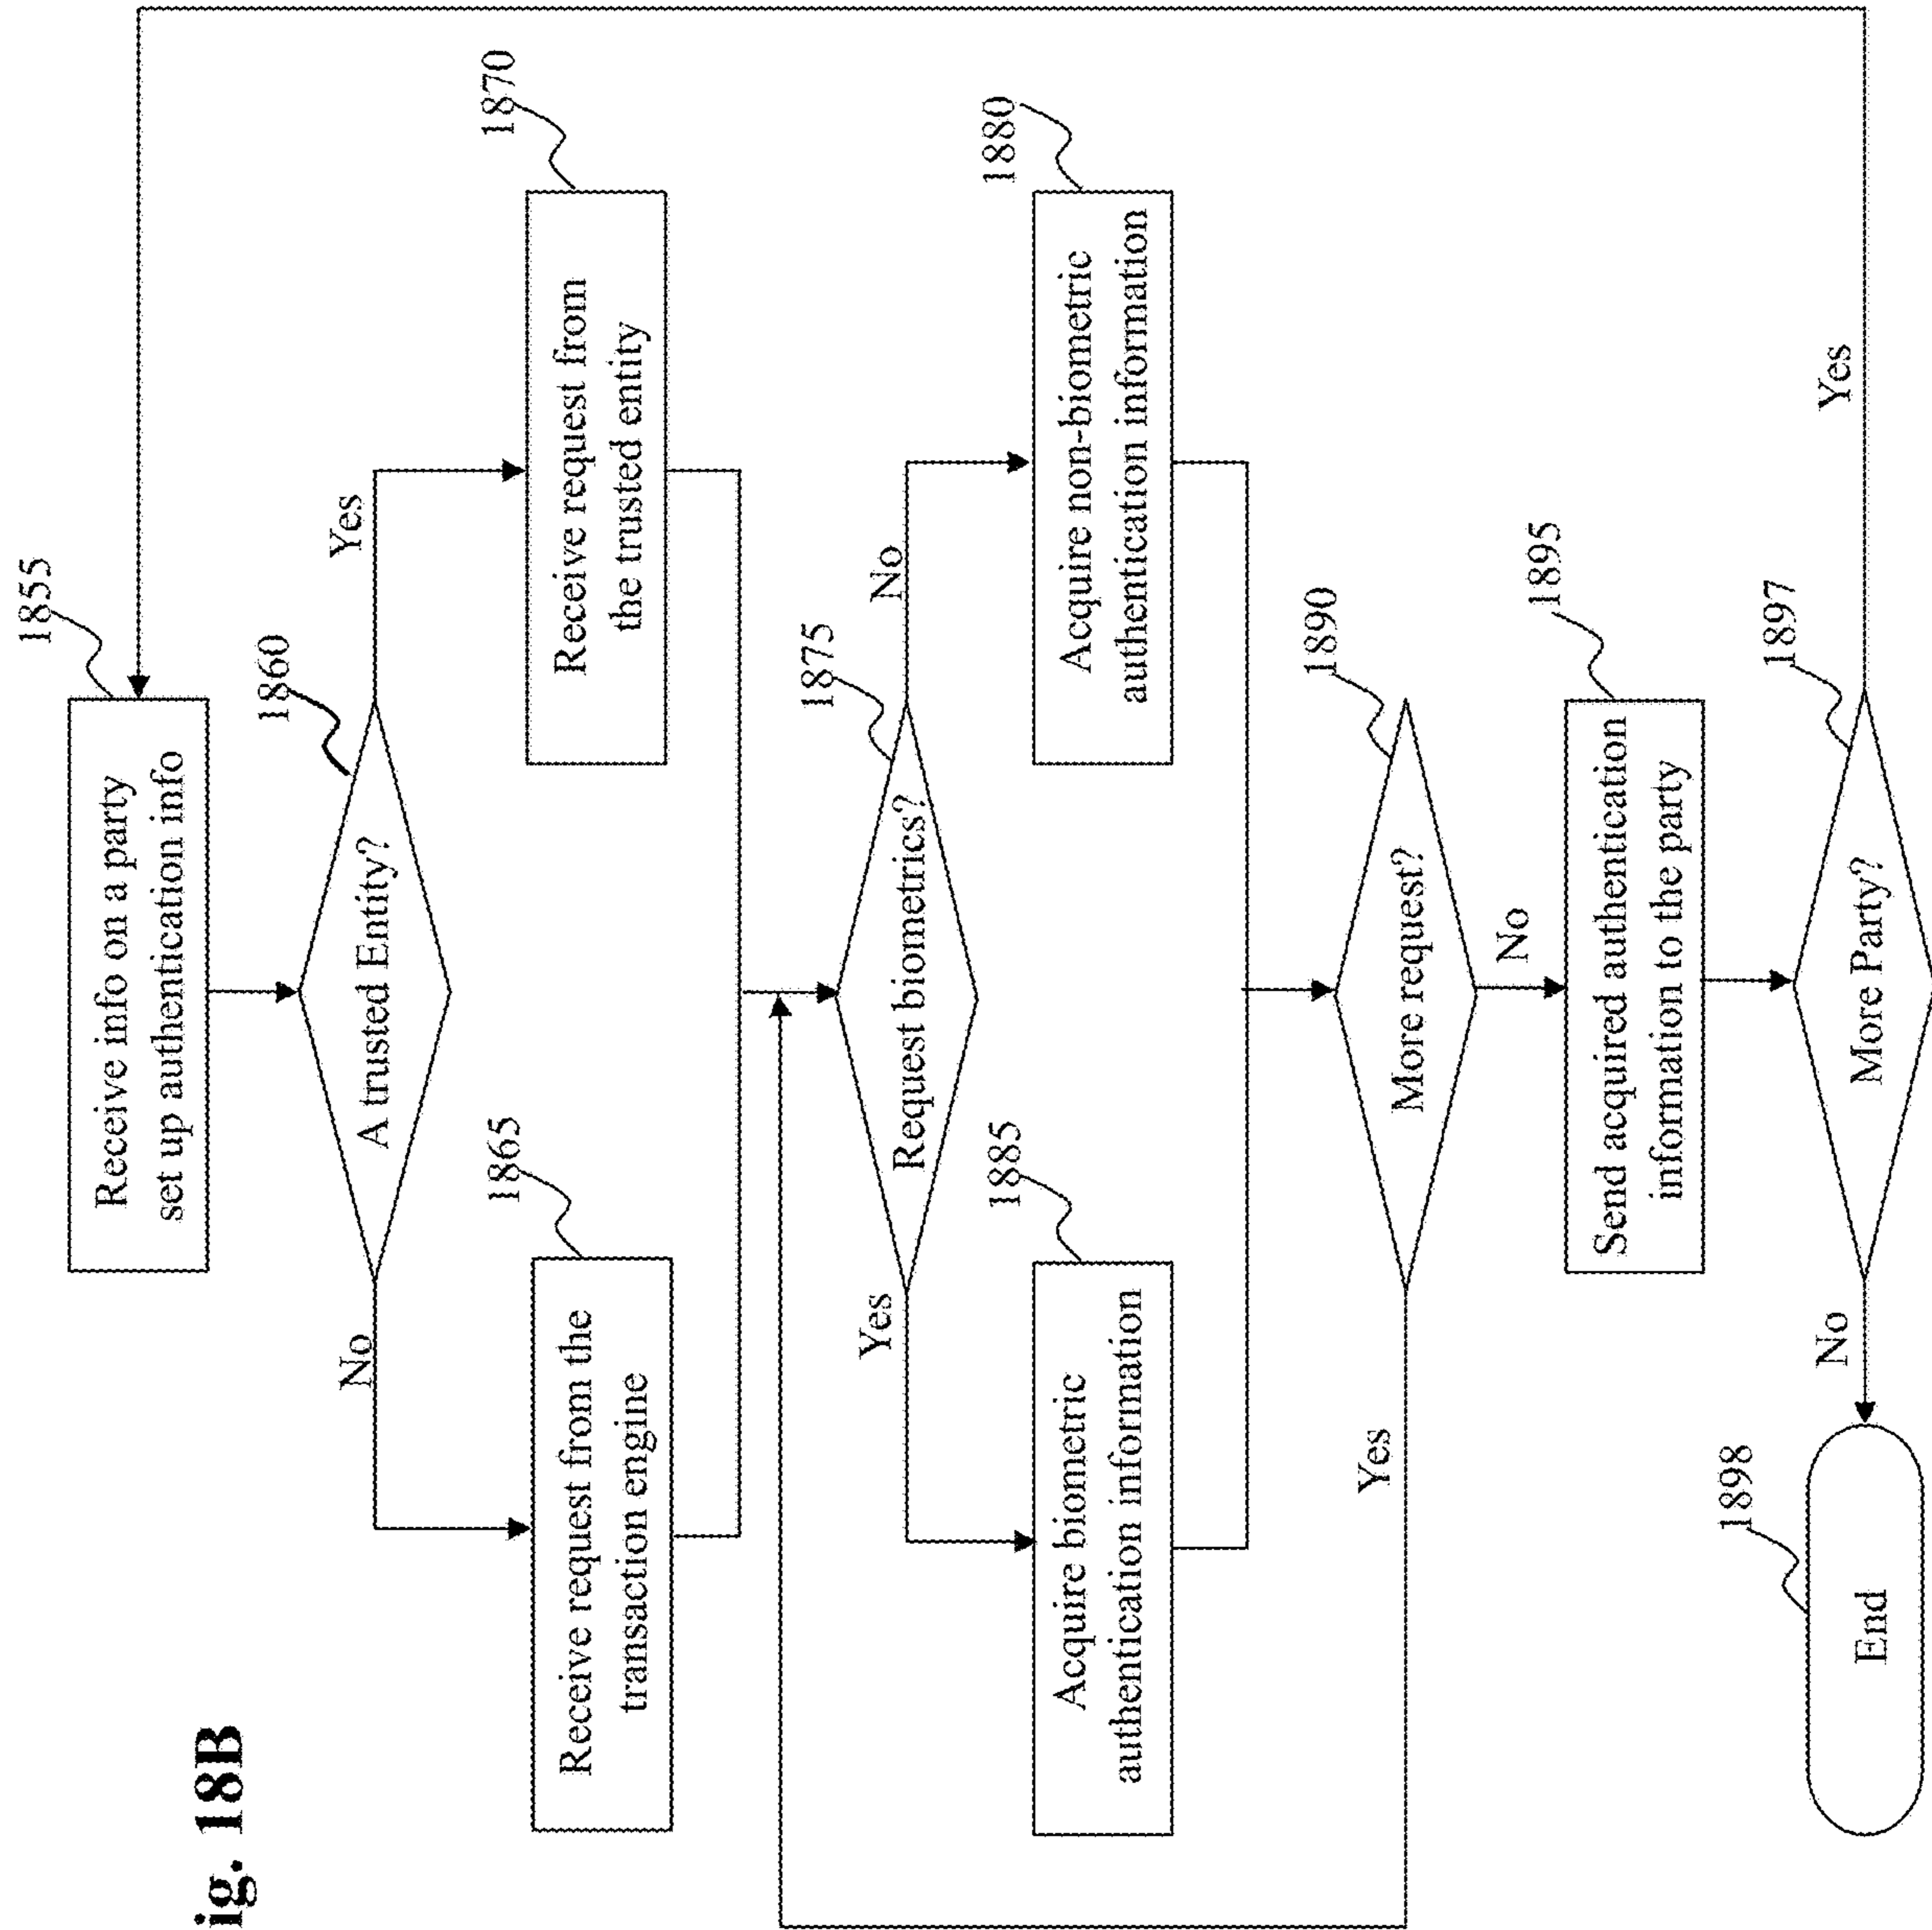 ig. 18B
1855
Receive info on a party
set up authentication info
1860
A trusted Entity?
No
Yes
1865
Receive request from the
transaction engine
1870
Receive request from
the trusted entity
1875
Request biometrics?
Yes
No
1885
Acquire biometric
authentication information
1880
Acquire non-biometric
authentication information
1890
More request?
Yes
No
1895
Send acquired authentication
information to the party
1897
More Party?
No
Yes
1898
End